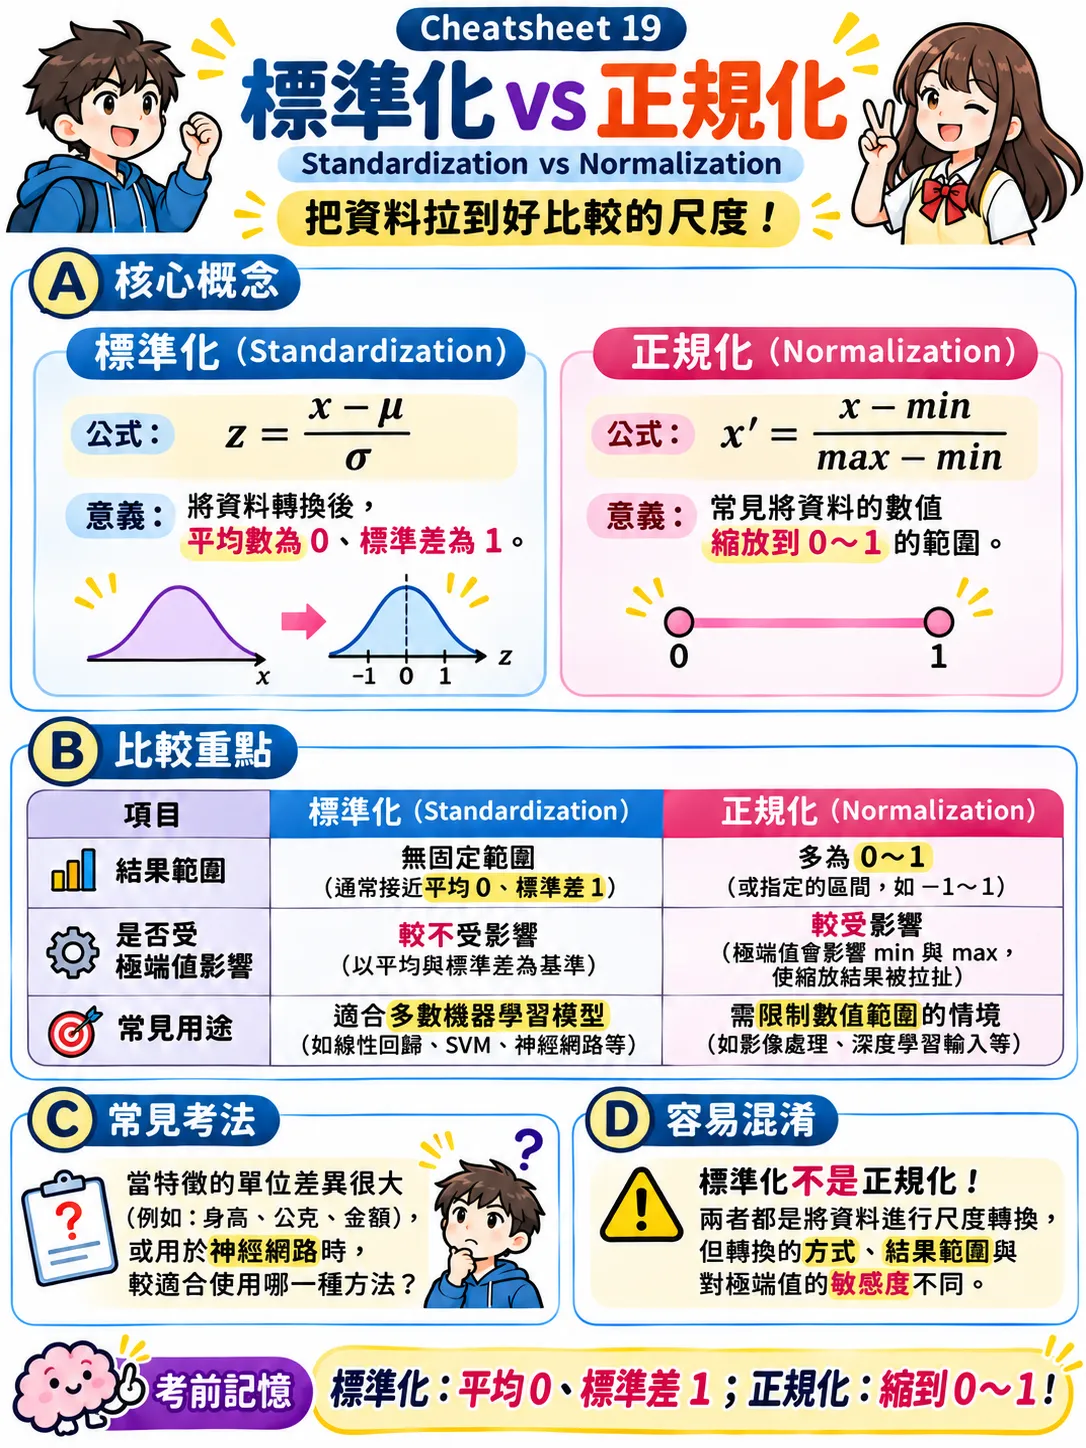 Cheatsheet 19
標準化 vs 正規化
Standardization vs Normalization
把資料拉到好比較的尺度！
A 核心概念
標準化（Standardization）
公式：
z = (x − μ) / σ
意義：
將資料轉換後，
平均數為 0、標準差為 1。
x
−1 0 1 z
正規化（Normalization）
公式：
x′ = (x − min) / (max − min)
意義：
常見將資料的數值
縮放到 0～1 的範圍。
0 1
B 比較重點
項目
標準化（Standardization）
正規化（Normalization）
結果範圍
無固定範圍
（通常接近平均 0、標準差 1）
多為 0～1
（或指定的區間，如 −1～1）
是否受
極端值影響
較不受影響
（以平均與標準差為基準）
較受影響
（極端值會影響 min 與 max，
使縮放結果被拉扯）
常見用途
適合多數機器學習模型
（如線性回歸、SVM、神經網路等）
需限制數值範圍的情境
（如影像處理、深度學習輸入等）
C 常見考法
?
當特徵的單位差異很大
（例如：身高、公克、金額），
或用於神經網路時，
較適合使用哪一種方法？
?
D 容易混淆
!
標準化不是正規化！
兩者都是將資料進行尺度轉換，
但轉換的方式、結果範圍與
對極端值的敏感度不同。
考前記憶
標準化：平均 0、標準差 1；正規化：縮到 0～1！